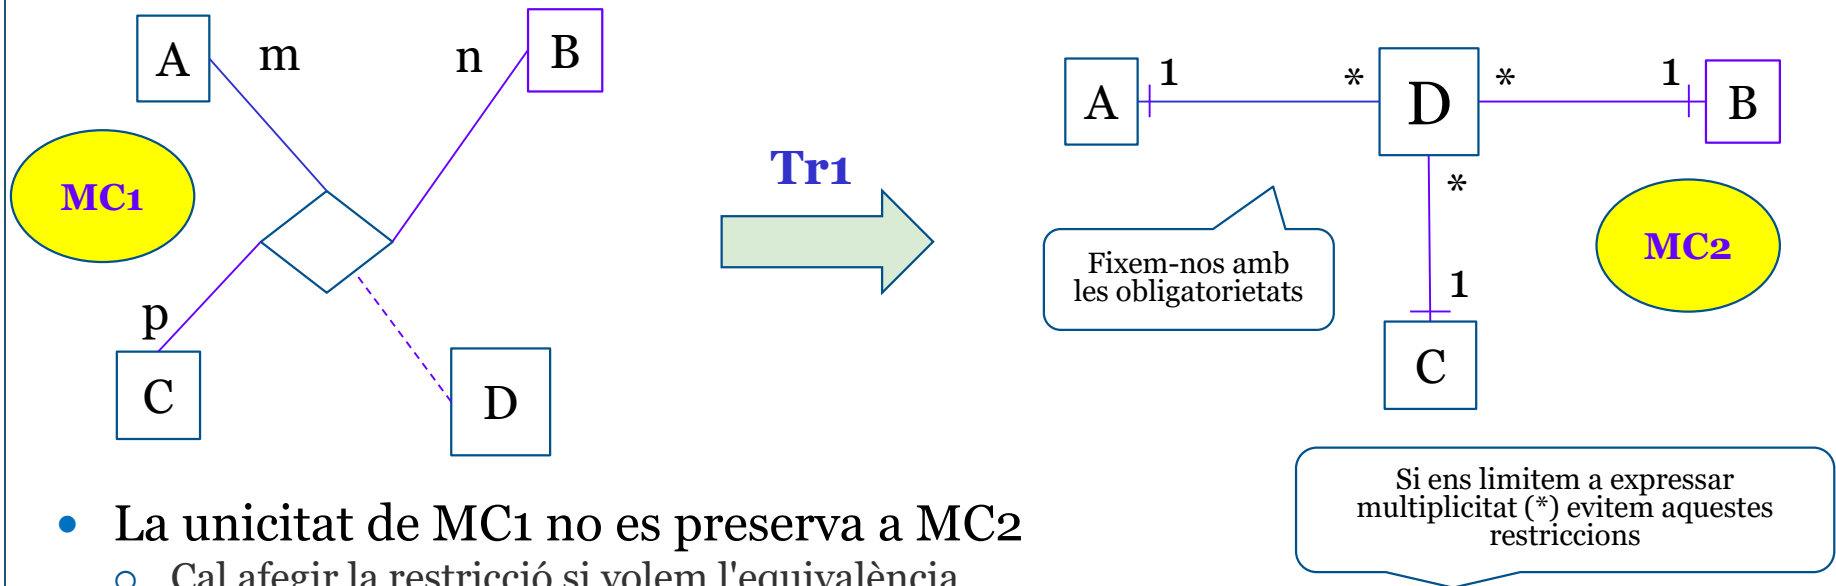 A
m
n
B
MC1
p
C
D
Tr1
A
1
*
D
*
1
B
*
1
C
MC2
Fixem-nos amb
les obligatorietats
Si ens limitem a expressar
multiplicitat (*) evitem aquestes
restriccions
• La unicitat de MC1 no es preserva a MC2
o Cal afegir la restricció si volem l'equivalència